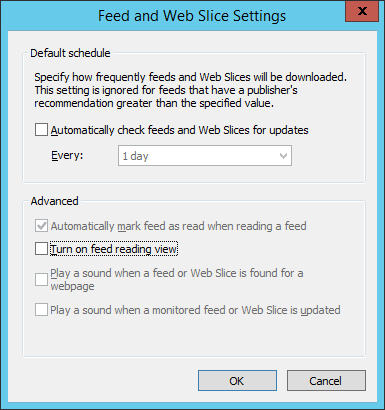 Feed and Web Slice Settings
Default schedule
Specify how frequently feeds and Web Slices will be downloaded.
This setting is ignored for feeds that have a publisher's
recommendation greater than the specified value.
Automatically check feeds and Web Slices for updates
Every: 1 day
Advanced
Automatically mark feed as read when reading a feed
Turn on feed reading view
Play a sound when a feed or Web Slice is found for a
webpage
Play a sound when a monitored feed or Web Slice is updated
OK Cancel